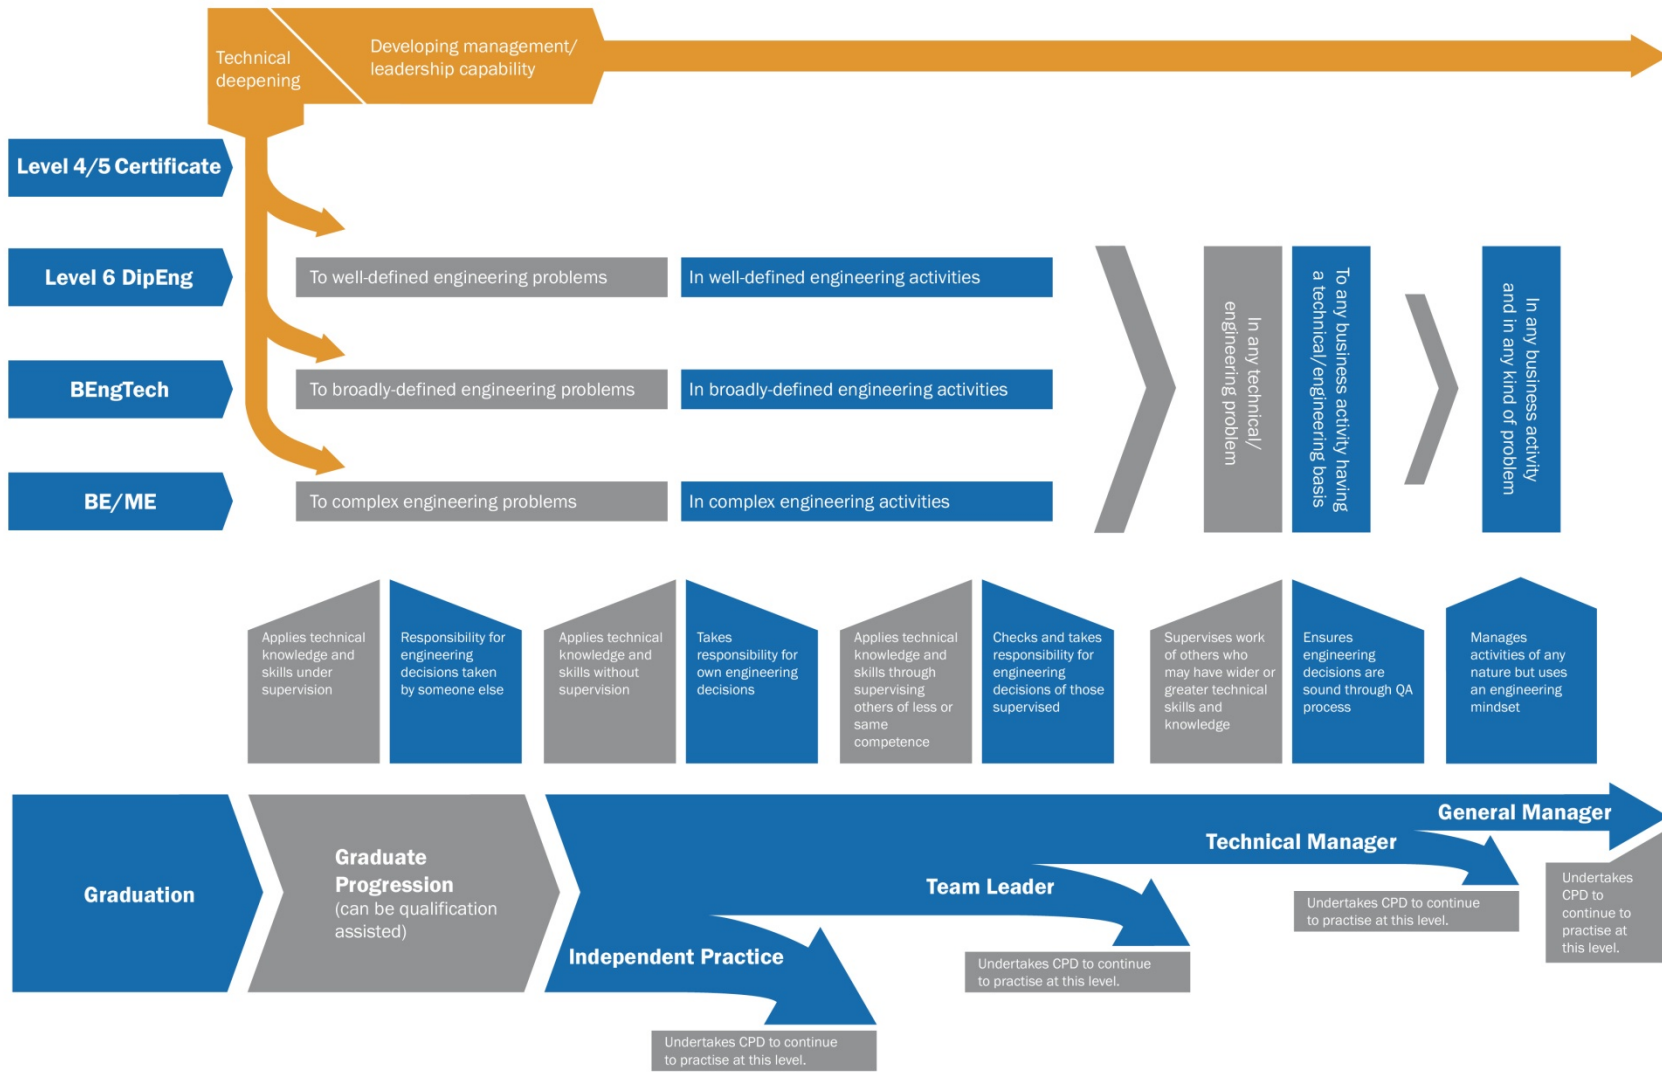 Technical
deepening
Developing management/
leadership capability
Level 4/5 Certificate
Level 6 DipEng
To well-defined engineering problems
In well-defined engineering activities
BEngTech
To broadly-defined engineering problems
In broadly-defined engineering activities
BE/ME
To complex engineering problems
In complex engineering activities
In any technical/
engineering problem
To any business activity having
a technical/engineering basis
In any business activity
and in any kind of problem
Applies technical
knowledge and
skills under
supervision
Responsibility for
engineering
decisions taken
by someone else
Applies technical
knowledge and
skills without
supervision
Takes
responsibility for
own engineering
decisions
Applies technical
knowledge and
skills through
supervising
others of less or
same
competence
Checks and takes
responsibility for
engineering
decisions of those
supervised
Supervises work
of others who
may have wider or
greater technical
skills and
knowledge
Ensures
engineering
decisions are
sound through QA
process
Manages
activities of any
nature but uses
an engineering
mindset
Graduation
Graduate
Progression
(can be qualification
assisted)
Independent Practice
Undertakes CPD to continue
to practise at this level.
Team Leader
Undertakes CPD to continue
to practise at this level.
Technical Manager
Undertakes CPD to continue
to practise at this level.
General Manager
Undertakes
CPD to
continue to
practise at
this level.